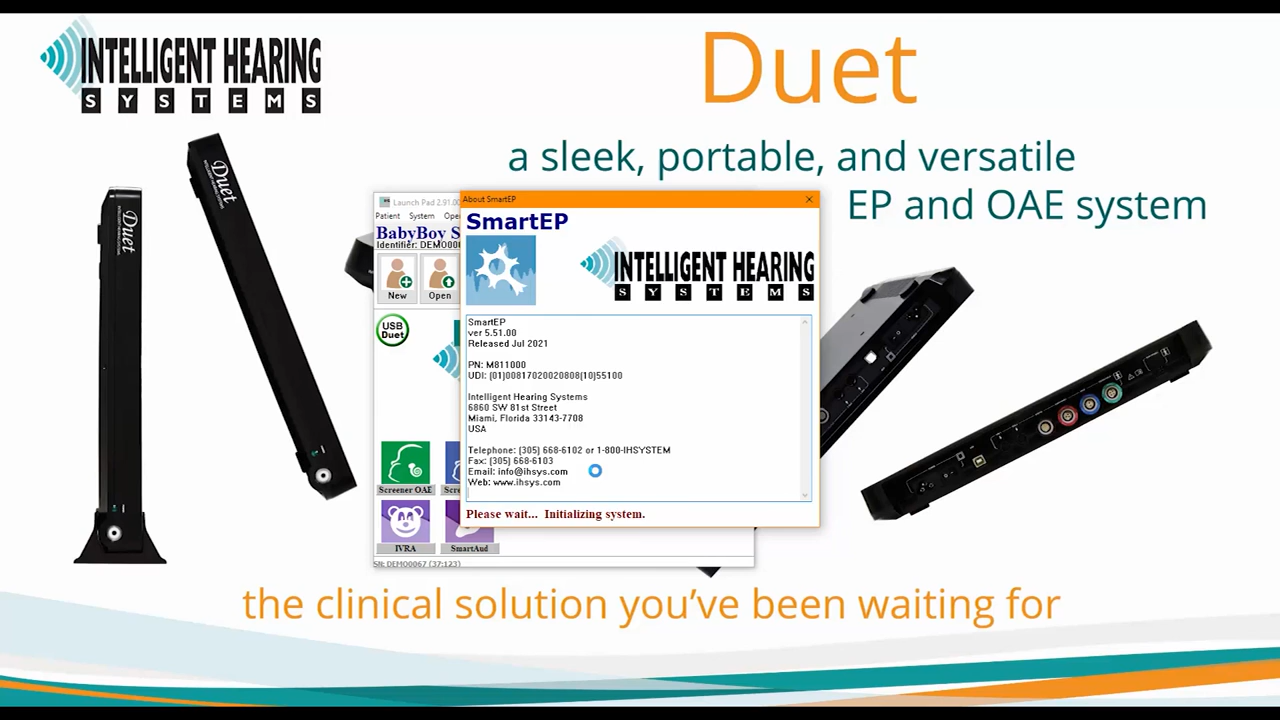 INTELLIGENT HEARING
SYSTEMS
Duet
a sleek, portable, and versatile
EP and OAE system
Duet
Duet
Launch Pad 2.91.00
Patient System
BabyBoy S
Identifier: DEMO006
New
Open
USB
Duet
Screener OAE
IVRA
SmartAud
SN: DEMO0067 (37:123)
About SmartEP
SmartEP
INTELLIGENT HEARING
SYSTEMS
SmartEP
ver 5.51.00
Released Jul 2021
PN: M811000
UDI: (01)00817020020808(10)55100
Intelligent Hearing Systems
6860 SW 81st Street
Miami, Florida 33143-7708
USA
Telephone: (305) 668-6102 or 1-800-IHSYSTEM
Fax: (305) 668-6103
Email: info@ihsys.com
Web: www.ihsys.com
Please wait... Initializing system.
the clinical solution you've been waiting for